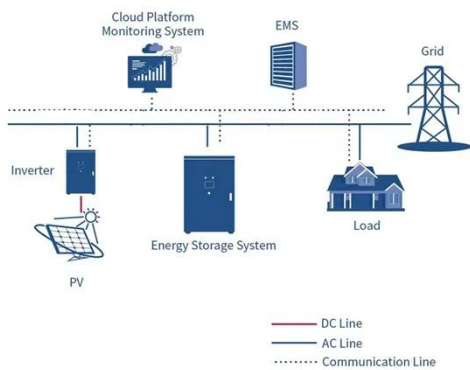 Cloud Platform
Monitoring System
EMS
Grid
Inverter
Energy Storage System
Load
PV
DC Line
AC Line
Communication Line